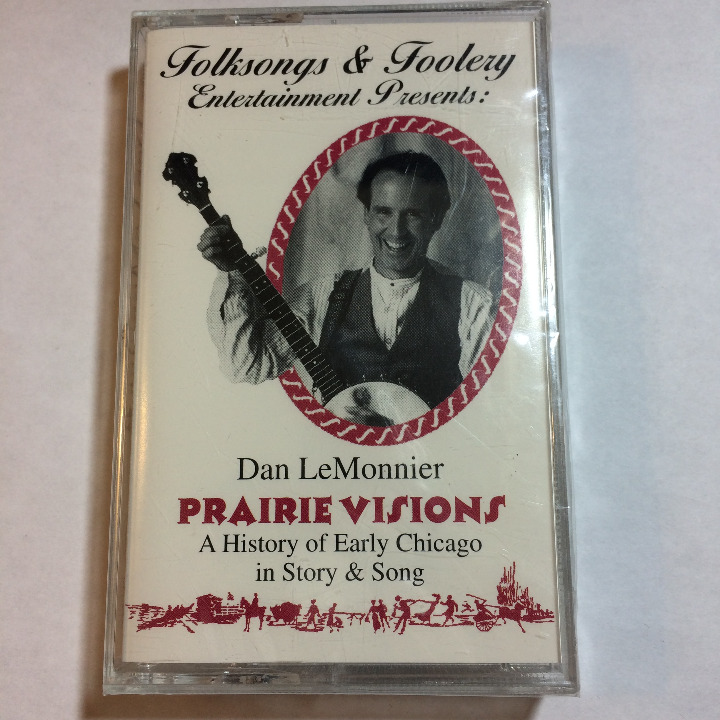 Folksongs & Foolery
Entertainment Presents:
Dan LeMonnier
PRAIRIE VISIONS
A History of Early Chicago
in Story & Song